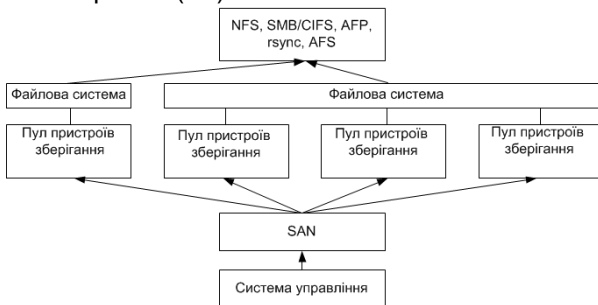 NFS, SMB/CIFS, AFP,
rsync, AFS
Файлова система
Файлова система
Пул пристроїв
зберігання
Пул пристроїв
зберігання
Пул пристроїв
зберігання
Пул пристроїв
зберігання
SAN
Система управління